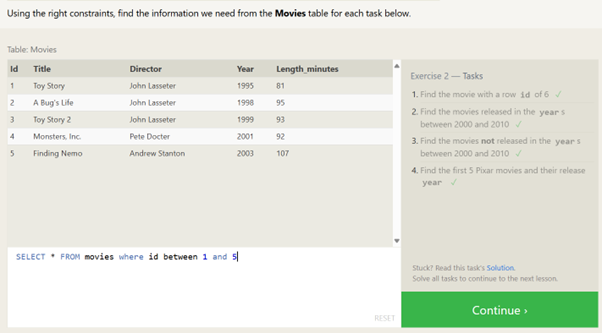 Using the right constraints, find the information we need from the Movies table for each task below.
Table: Movies
Id Title Director Year Length_minutes
1 Toy Story John Lasseter 1995 81
2 A Bug's Life John Lasseter 1998 95
3 Toy Story 2 John Lasseter 1999 93
4 Monsters, Inc. Pete Docter 2001 92
5 Finding Nemo Andrew Stanton 2003 107
SELECT * FROM movies where id between 1 and 5
RESET
Exercise 2 — Tasks
1. Find the movie with a row id of 6 ✓
2. Find the movies released in the year s
between 2000 and 2010 ✓
3. Find the movies not released in the year s
between 2000 and 2010 ✓
4. Find the first 5 Pixar movies and their release
year ✓
Stuck? Read this task's Solution.
Solve all tasks to continue to the next lesson.
Continue ›